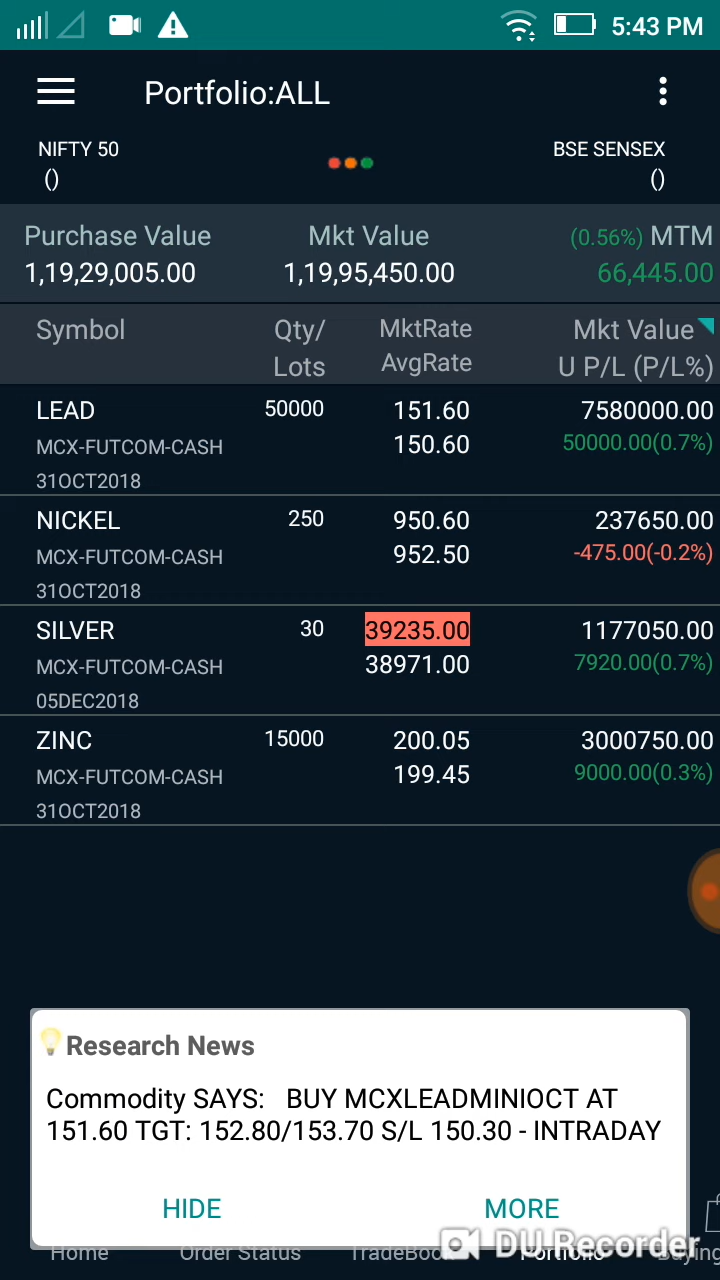 5:43 PM
Portfolio:ALL
NIFTY 50
BSE SENSEX
()
()
Purchase Value Mkt Value (0.56%) MTM
1,19,29,005.00 1,19,95,450.00 66,445.00
Symbol Qty/ MktRate Mkt Value
Lots AvgRate U P/L (P/L%)
LEAD 50000 151.60 7580000.00
MCX-FUTCOM-CASH 150.60 50000.00(0.7%)
31OCT2018
NICKEL 250 950.60 237650.00
MCX-FUTCOM-CASH 952.50 -475.00(-0.2%)
31OCT2018
SILVER 30 39235.00 1177050.00
MCX-FUTCOM-CASH 38971.00 7920.00(0.7%)
05DEC2018
ZINC 15000 200.05 3000750.00
MCX-FUTCOM-CASH 199.45 9000.00(0.3%)
31OCT2018
Research News
Commodity SAYS: BUY MCXLEADMINIOCT AT
151.60 TGT: 152.80/153.70 S/L 150.30 - INTRADAY
HIDE MORE
DU Recorder
Home Order Status TradeBook Portfolio Buying